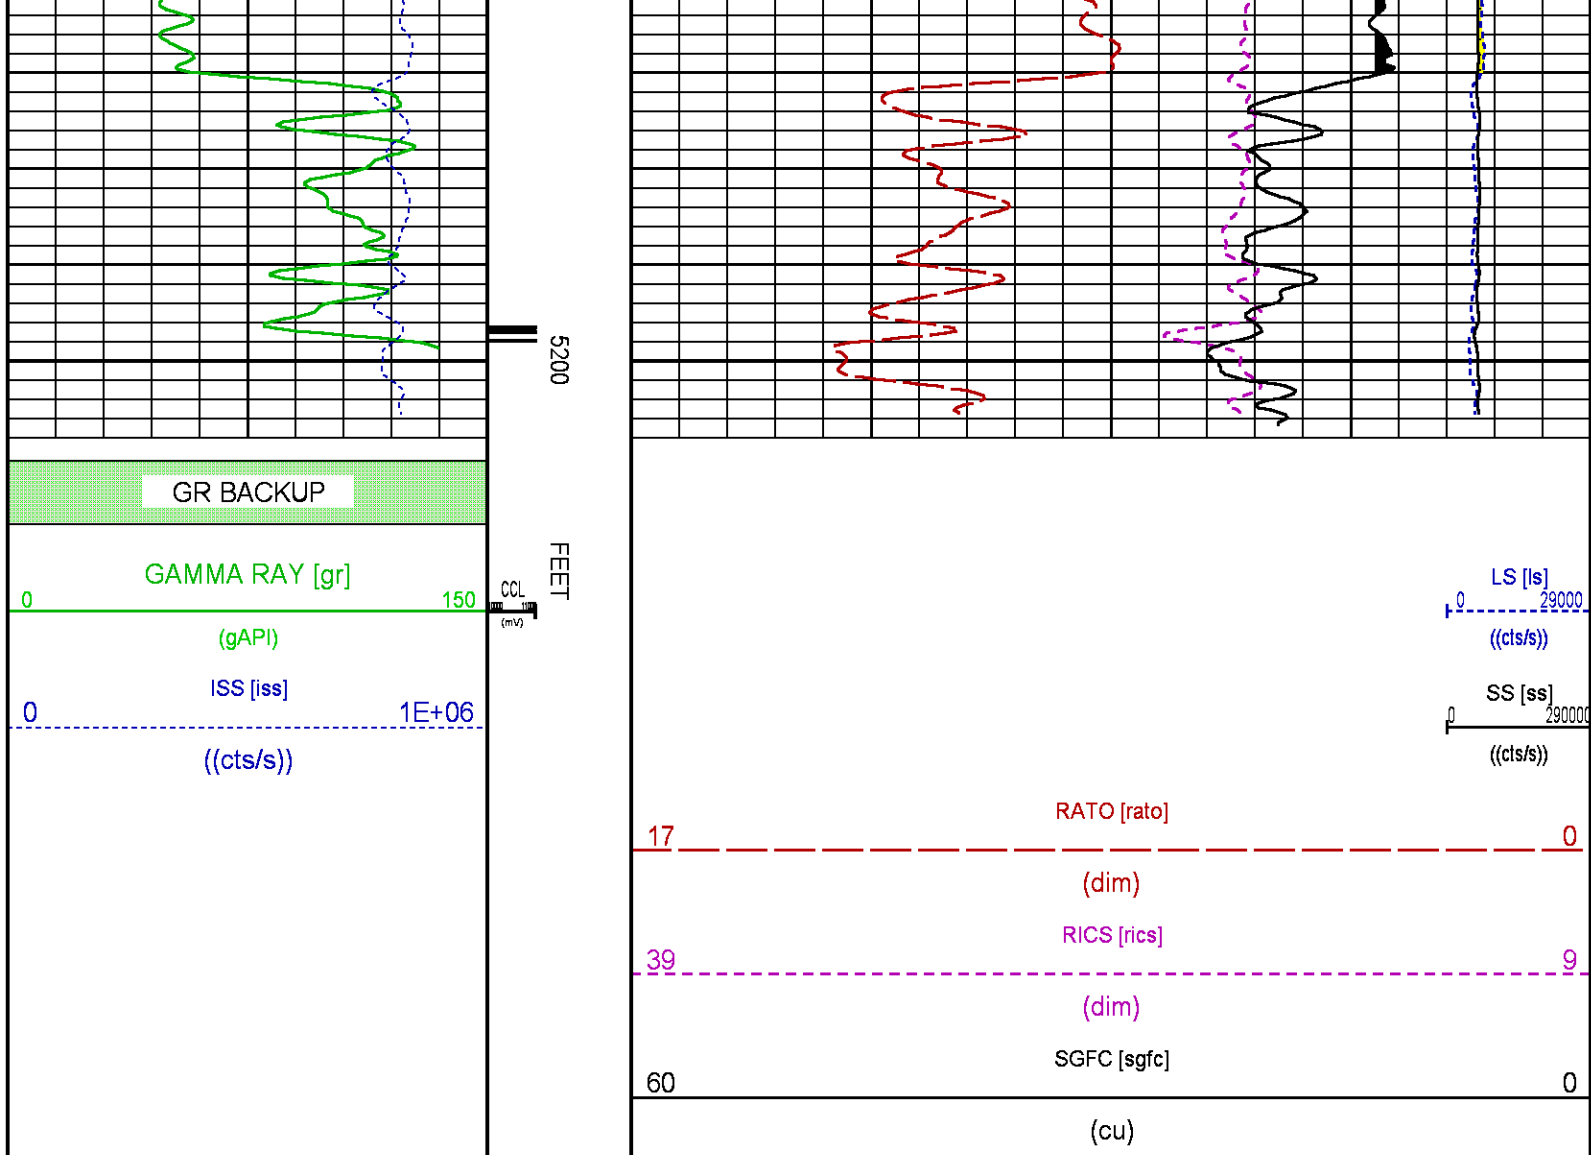 5200
GR BACKUP
FEET
GAMMA RAY [gr]
0 150
(gAPI)
CCL
(mV)
ISS [iss]
0 1E+06
((cts/s))
LS [ls]
0 29000
((cts/s))
SS [ss]
0 290000
((cts/s))
RATO [rato]
17 0
(dim)
RICS [rics]
39 9
(dim)
SGFC [sgfc]
60 0
(cu)